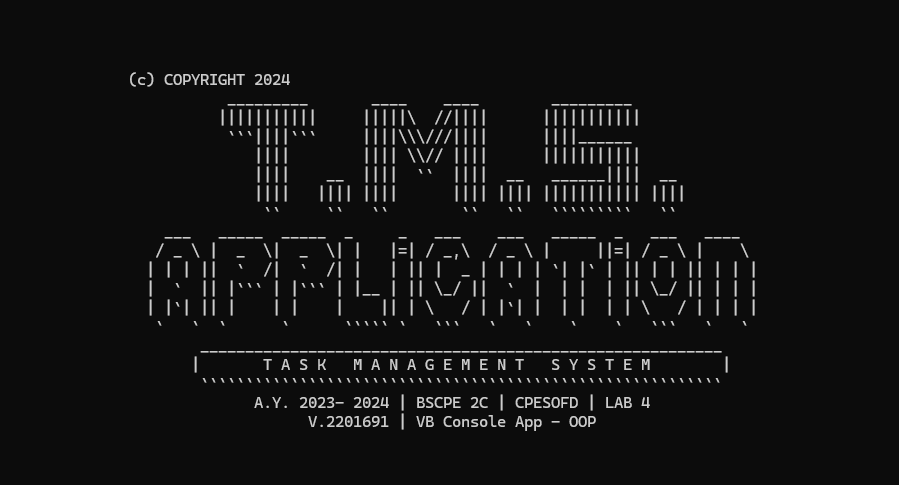 (c) COPYRIGHT 2024
T.M.S.
APPLICATION
TASK MANAGEMENT SYSTEM
A.Y. 2023- 2024 | BSCPE 2C | CPESOFD | LAB 4
V.2201691 | VB Console App - OOP